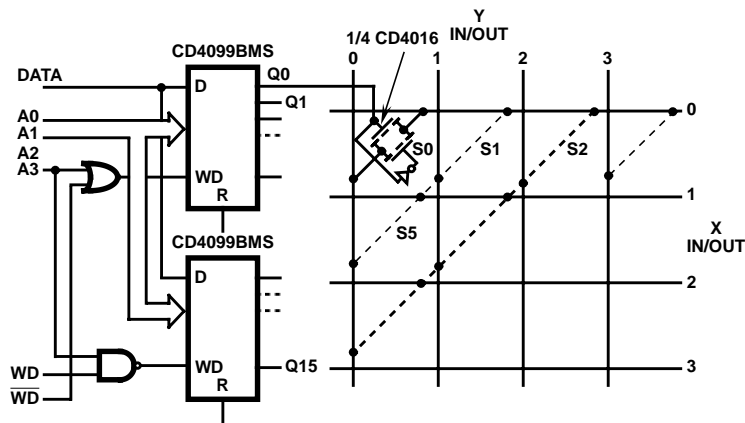 1/4 CD4016
Y
IN/OUT
CD4099BMS
0
1
2
3
DATA
D
Q0
Q1
A0
A1
A2
A3
WD
R
S0
S1
S2
0
1
S5
X
IN/OUT
CD4099BMS
D
2
WD
R
Q15
3
WD
WD